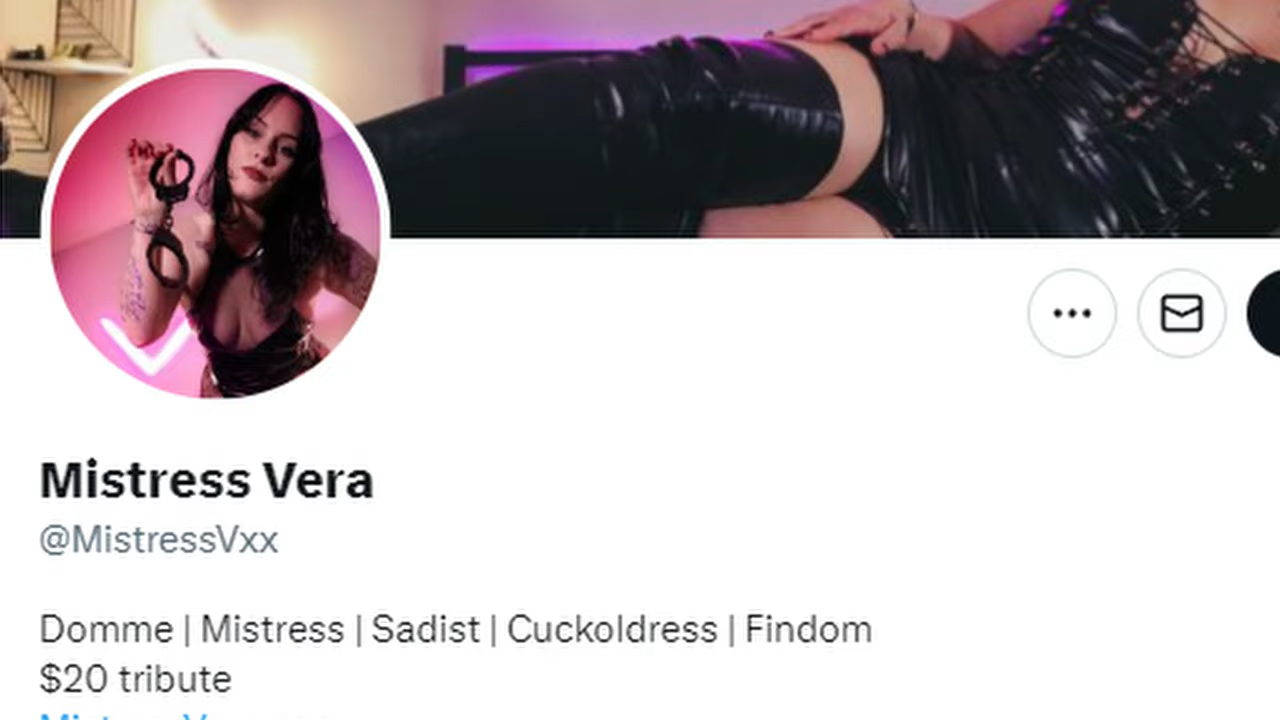 Mistress Vera
@MistressVxx
Domme | Mistress | Sadist | Cuckoldress | Findom
$20 tribute